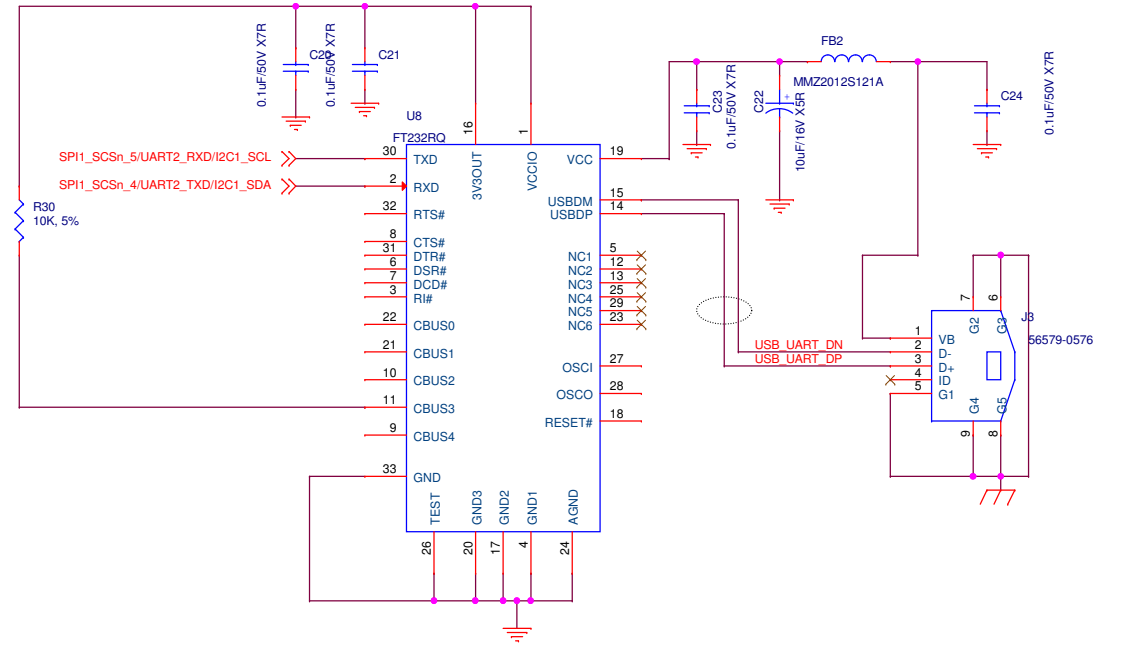 C20
0.1uF/50V X7R
C21
0.1uF/50V X7R
U8
FT232RQ
SPI1_SCSn_5/UART2_RXD/I2C1_SCL
SPI1_SCSn_4/UART2_TXD/I2C1_SDA
R30
10K, 5%
30
TXD
2
RXD
32
RTS#
8
CTS#
31
DTR#
6
DSR#
7
DCD#
3
RI#
22
CBUS0
21
CBUS1
10
CBUS2
11
CBUS3
9
CBUS4
33
GND
16
3V3OUT
1
VCCIO
19
VCC
15
USBDM
14
USBDP
5
NC1
12
NC2
13
NC3
25
NC4
29
NC5
23
NC6
27
OSCI
28
OSCO
18
RESET#
26
TEST
20
GND3
17
GND2
4
GND1
24
AGND
FB2
MMZ2012S121A
C23
0.1uF/50V X7R
C22
+
10uF/16V X5R
C24
0.1uF/50V X7R
USB_UART_DN
USB_UART_DP
J3
56579-0576
1
VB
2
D-
3
D+
4
ID
5
G1
7
G2
6
G3
9
G4
8
G5